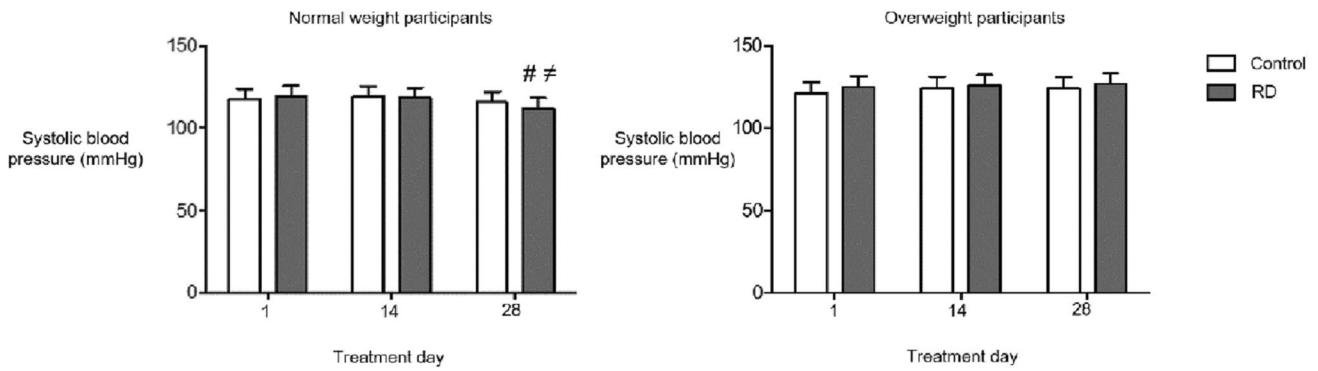 Normal weight participants
150
100
50
0
Systolic blood
pressure (mmHg)
# ≠
1 14 28
Treatment day
Overweight participants
150
100
50
0
Systolic blood
pressure (mmHg)
1 14 28
Treatment day
Control
RD